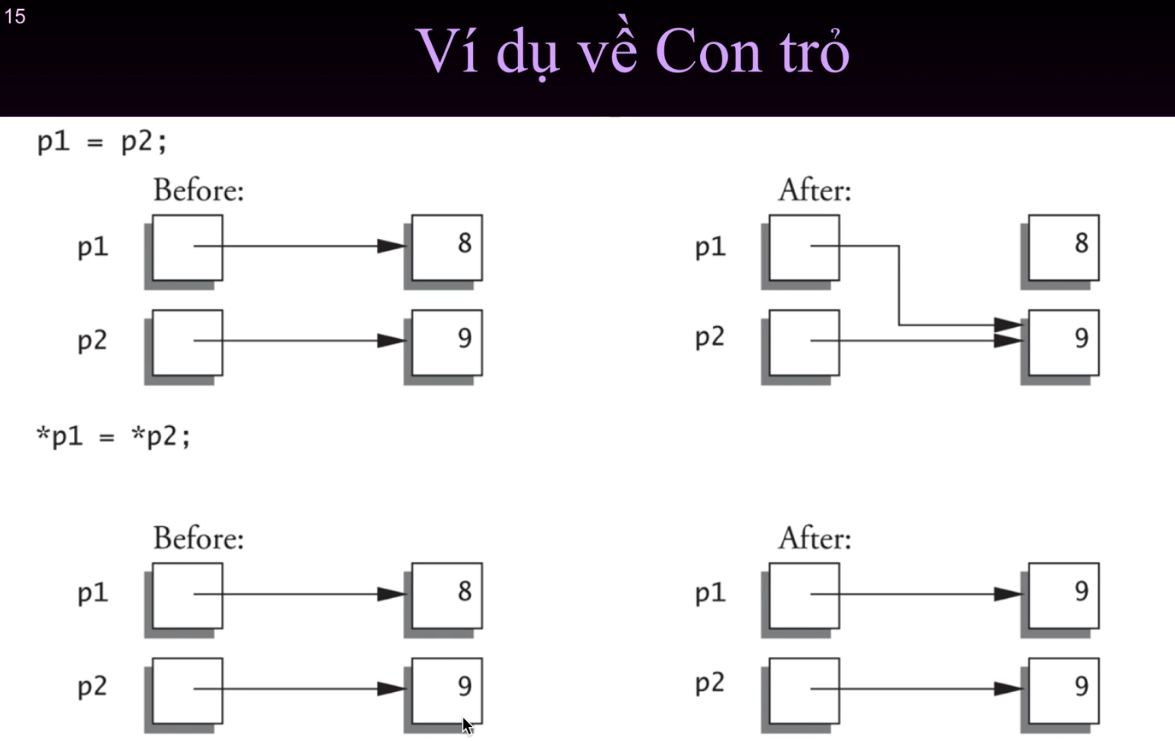 15
Ví dụ về Con trỏ
p1 = p2;
Before:
After:
p1
8
p1
8
p2
9
p2
9
*p1 = *p2;
Before:
After:
p1
8
p1
9
p2
9
p2
9